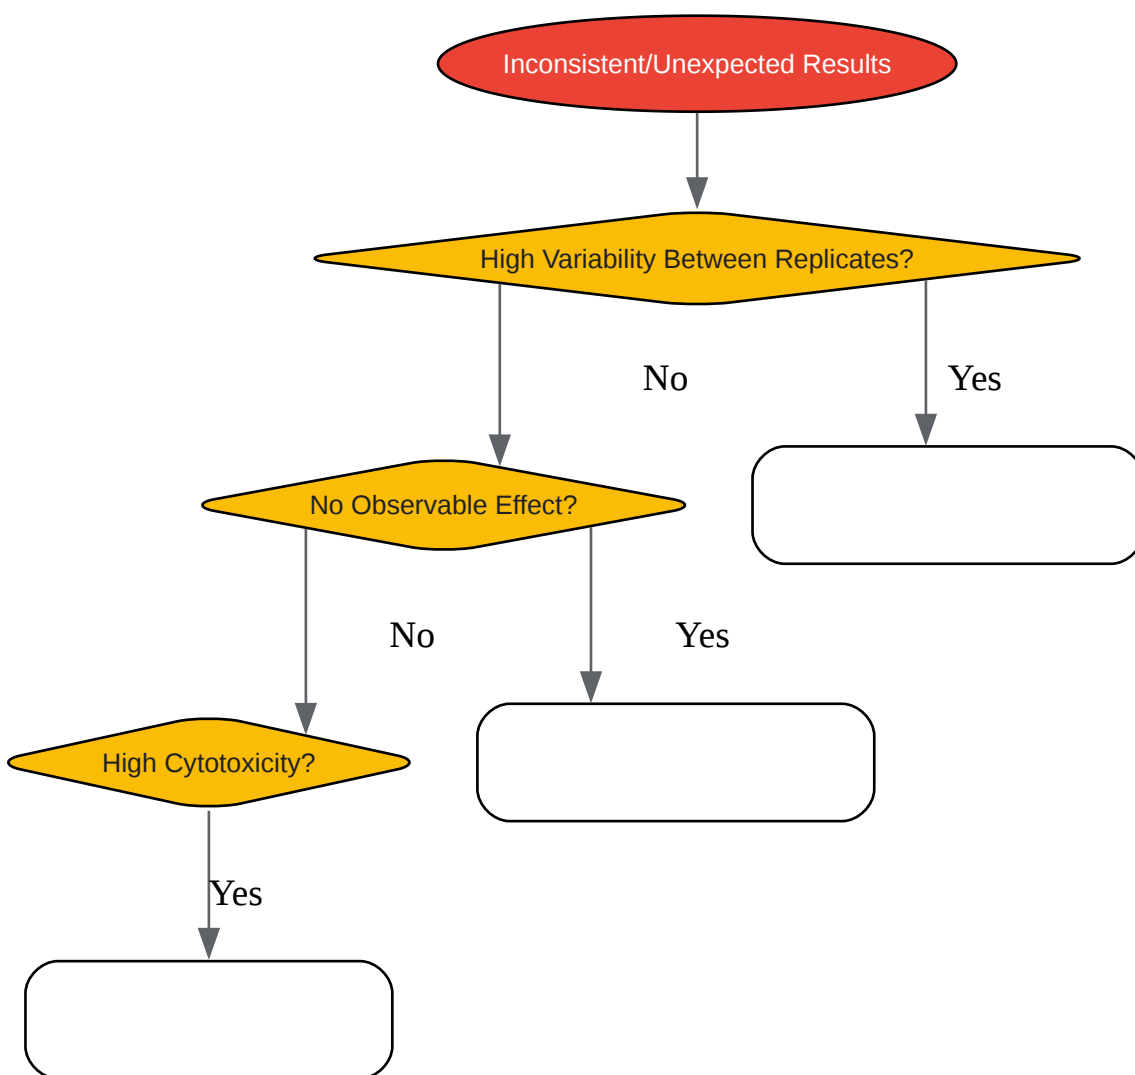 Inconsistent/Unexpected Results
High Variability Between Replicates?
No
Yes
No Observable Effect?
No
Yes
High Cytotoxicity?
Yes